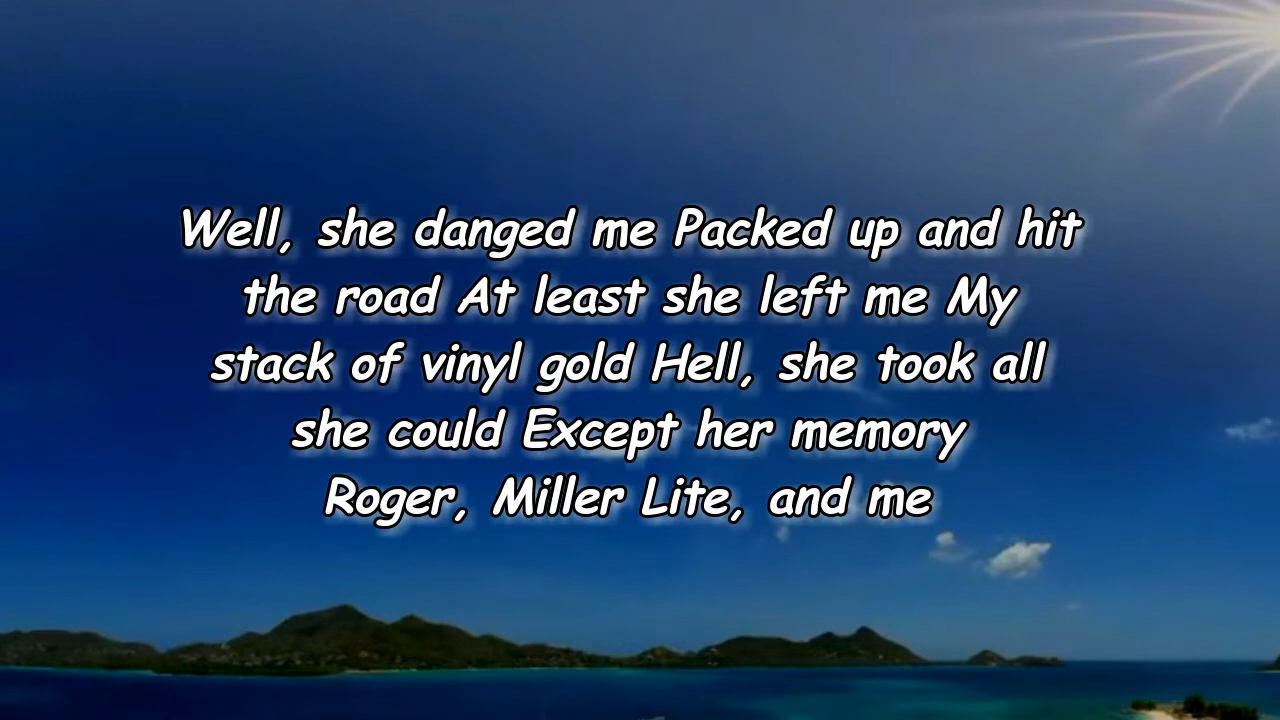 Well, she danged me Packed up and hit
the road At least she left me My
stack of vinyl gold Hell, she took all
she could Except her memory
Roger, Miller Lite, and me